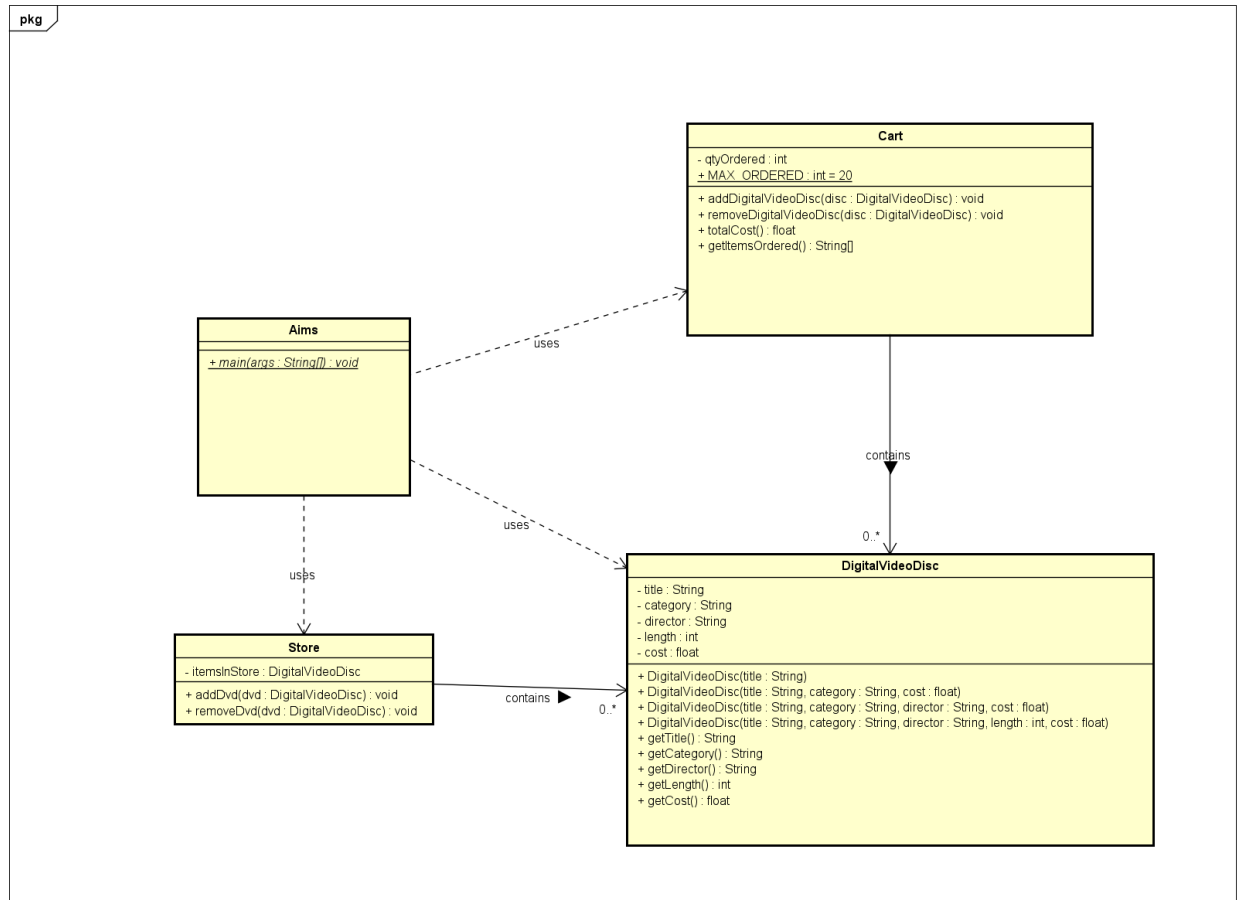 pkg
Cart
- qtyOrdered : int
+ MAX_ORDERED : int = 20
+ addDigitalVideoDisc(disc : DigitalVideoDisc) : void
+ removeDigitalVideoDisc(disc : DigitalVideoDisc) : void
+ totalCost() : float
+ getItemsOrdered() : String[]
uses
Aims
+ main(args : String[]) : void
contains
0..*
uses
uses
DigitalVideoDisc
- title : String
- category : String
- director : String
- length : int
- cost : float
+ DigitalVideoDisc(title : String)
+ DigitalVideoDisc(title : String, category : String, cost : float)
+ DigitalVideoDisc(title : String, category : String, director : String, cost : float)
+ DigitalVideoDisc(title : String, category : String, director : String, length : int, cost : float)
+ getTitle() : String
+ getCategory() : String
+ getDirector() : String
+ getLength() : int
+ getCost() : float
Store
- itemsInStore : DigitalVideoDisc
+ addDvd(dvd : DigitalVideoDisc) : void
+ removeDvd(dvd : DigitalVideoDisc) : void
contains
0..*